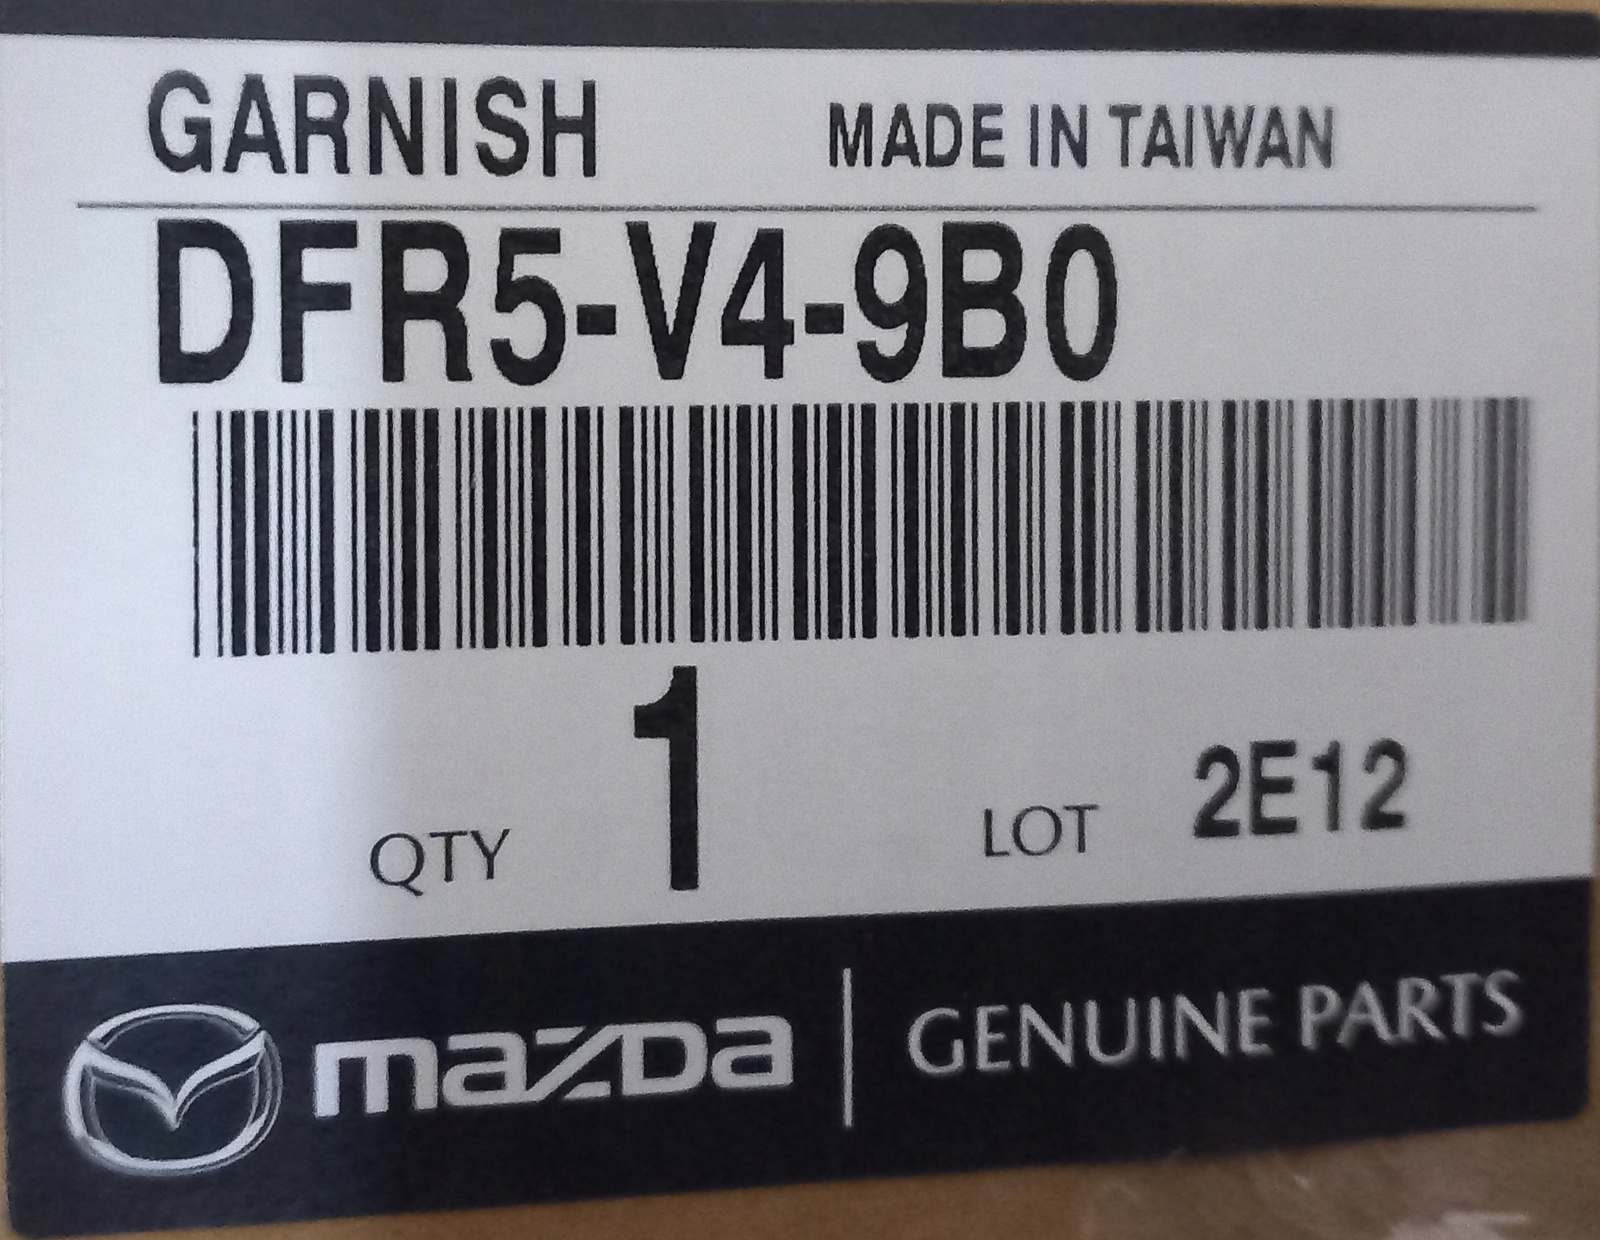 GARNISH MADE IN TAIWAN
DFR5-V4-9B0
QTY 1 LOT 2E12
mazda | GENUINE PARTS